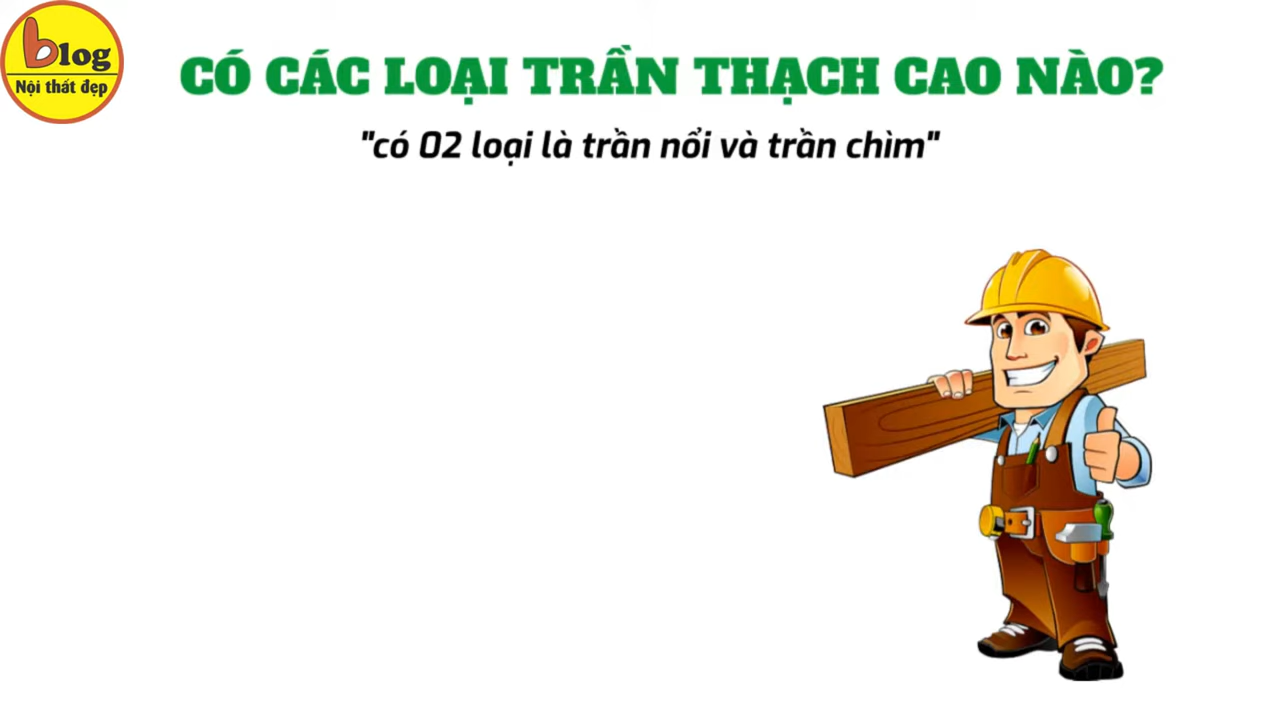 blog
Nội thất đẹp
CÓ CÁC LOẠI TRẦN THẠCH CAO NÀO?
"có 02 loại là trần nổi và trần chìm"